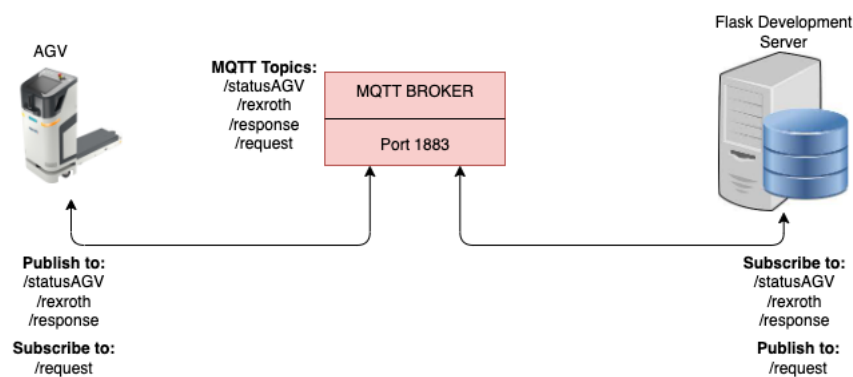 AGV
MQTT Topics:
/statusAGV
/rexroth
/response
/request
MQTT BROKER
Port 1883
Flask Development
Server
Publish to:
/statusAGV
/rexroth
/response
Subscribe to:
/request
Subscribe to:
/statusAGV
/rexroth
/response
Publish to:
/request